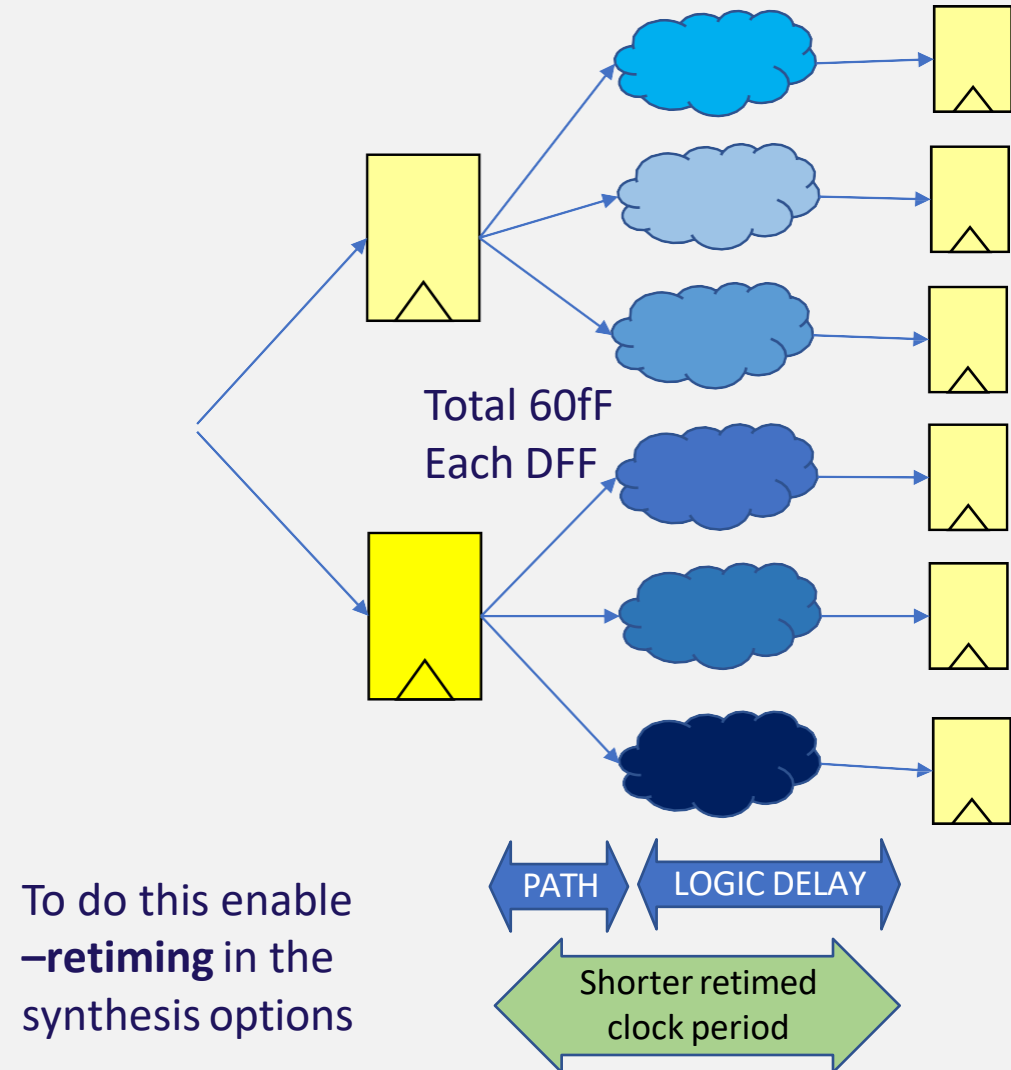 Total 60fF
Each DFF
PATH
LOGIC DELAY
To do this enable
–retiming in the
synthesis options
Shorter retimed
clock period